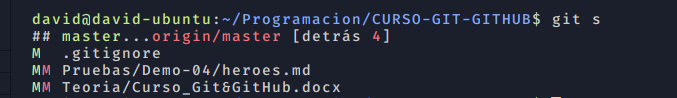 david@david-ubuntu:~/Programacion/CURSO-GIT-GITHUB$ git s
## master...origin/master [detrás 4]
M  .gitignore
MM Pruebas/Demo-04/heroes.md
MM Teoria/Curso_Git&GitHub.docx